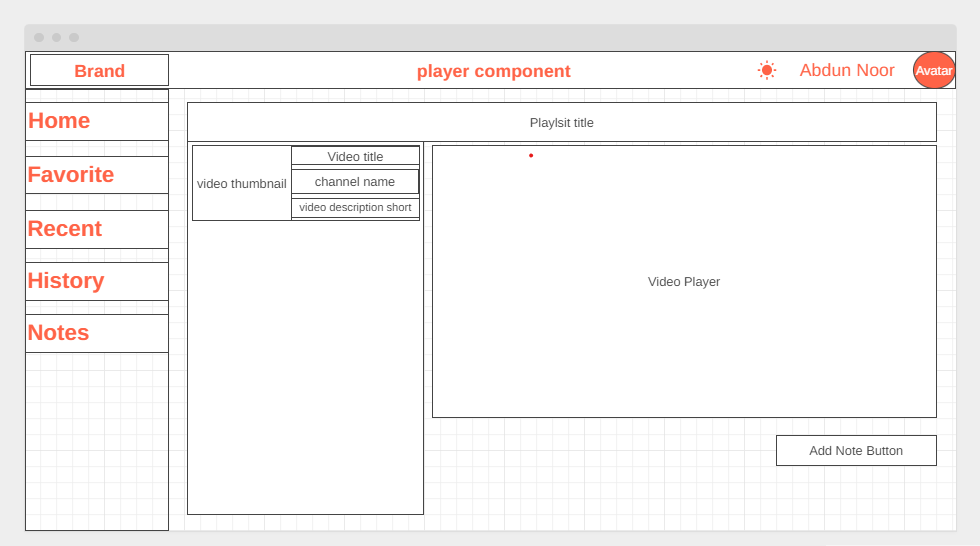 Brand
player component
Abdun Noor
Avatar
Home
Favorite
Recent
History
Notes
Playlsit title
video thumbnail
Video title
channel name
video description short
Video Player
Add Note Button